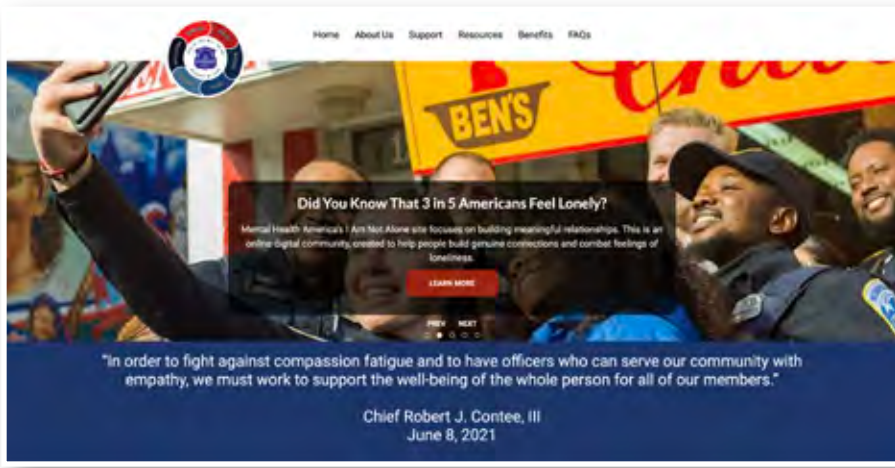 Home About Us Support Resources Benefits FAQs
BEN'S
Did You Know That 3 in 5 Americans Feel Lonely?
Mental Health America's I Am Not Alone site focuses on building meaningful relationships. This is an
online digital community, created to help people build genuine connections and combat feelings of
loneliness.
LEARN MORE
PREV NEXT
"In order to fight against compassion fatigue and to have officers who can serve our community with
empathy, we must work to support the well-being of the whole person for all of our members."
Chief Robert J. Contee, III
June 8, 2021